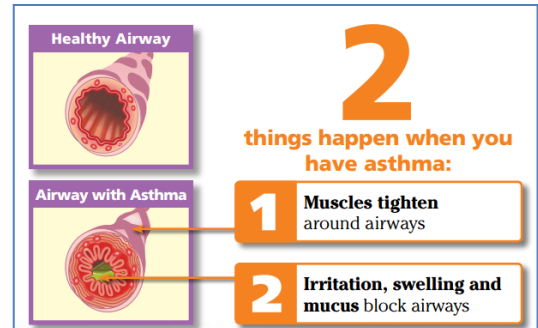 Healthy Airway
2
things happen when you
have asthma:
Airway with Asthma
1
Muscles tighten
around airways
2
Irritation, swelling and
mucus block airways